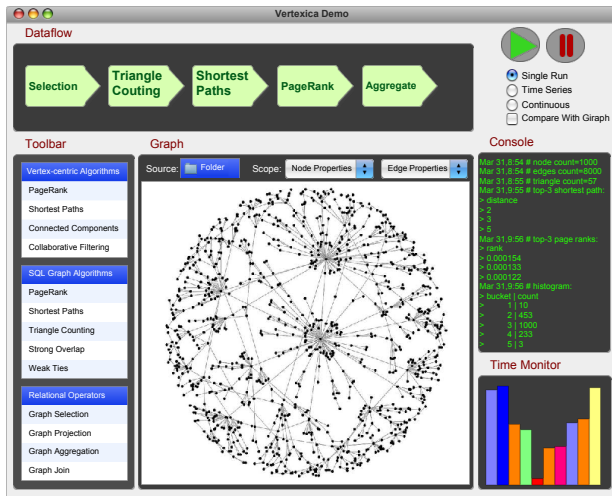 Vertexica Demo
Dataflow
Selection
Triangle
Couting
Shortest
Paths
PageRank
Aggregate
Single Run
Time Series
Continuous
Compare With Giraph
Toolbar
Vertex-centric Algorithms
PageRank
Shortest Paths
Connected Components
Collaborative Filtering
SQL Graph Algorithms
PageRank
Shortest Paths
Triangle Counting
Strong Overlap
Weak Ties
Relational Operators
Graph Selection
Graph Projection
Graph Aggregation
Graph Join
Graph
Source: Folder Scope: Node Properties Edge Properties
Console
Mar 31,8:54 # node count=1000
Mar 31,8:54 # edges count=8000
Mar 31,8:55 # triangle count=57
Mar 31,9:55 # top-3 shortest path:
> distance
> 2
> 3
> 5
Mar 31,9:56 # top-3 page ranks:
> rank
> 0.000154
> 0.000133
> 0.000122
Mar 31,9:56 # histogram:
> bucket | count
> 1 | 10
> 2 | 453
> 3 | 1000
> 4 | 233
> 5 | 3
Time Monitor